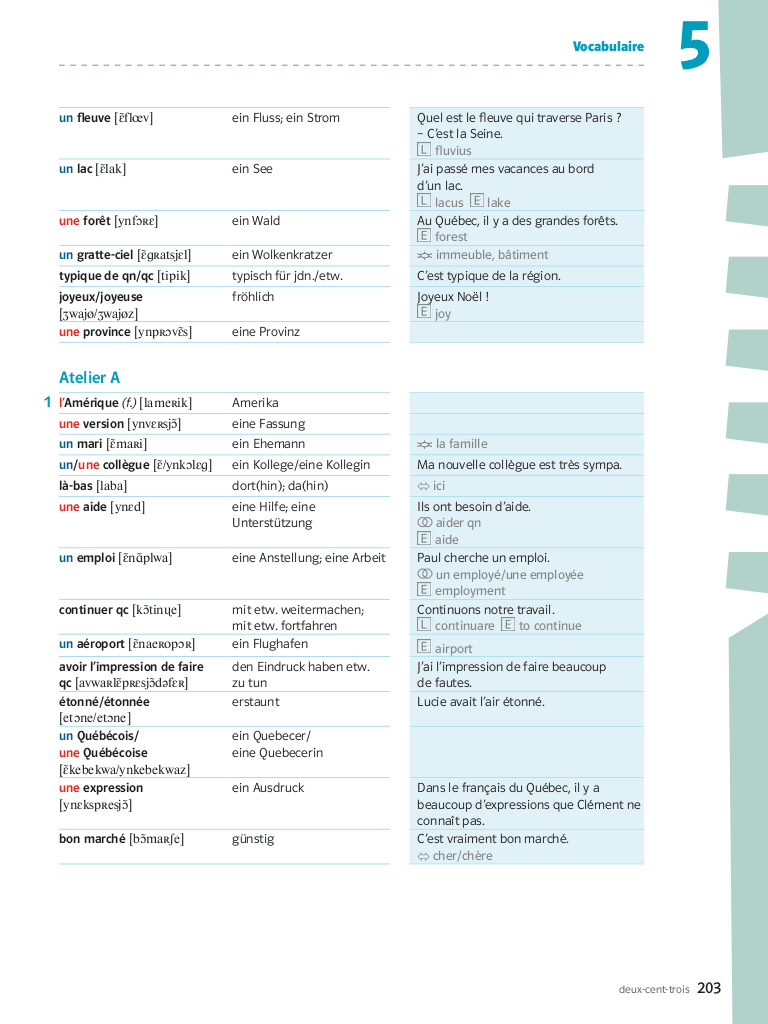 Vocabulaire 5
un fleuve [ɛ̃flœv] ein Fluss; ein Strom Quel est le fleuve qui traverse Paris ?
– C’est la Seine.
L fluvius
un lac [ɛ̃lak] ein See J’ai passé mes vacances au bord
d’un lac.
L lacus E lake
une forêt [ynfɔʀɛ] ein Wald Au Québec, il y a des grandes forêts.
E forest
un gratte-ciel [ɛ̃gʀatsjɛl] ein Wolkenkratzer immeuble, bâtiment
typique de qn/qc [tipik] typisch für jdn./etw. C’est typique de la région.
joyeux/joyeuse fröhlich Joyeux Noël !
[ʒwajø/ʒwajøz] E joy
une province [ynpʀɔvɛ̃s] eine Provinz
Atelier A
1 l’Amérique (f.) [lameʀik] Amerika
une version [ynvɛʀsjɔ̃] eine Fassung
un mari [ɛ̃maʀi] ein Ehemann la famille
un/une collègue [ɛ̃/ynkɔlɛg] ein Kollege/eine Kollegin Ma nouvelle collègue est très sympa.
là-bas [laba] dort(hin); da(hin) ⇔ ici
une aide [ynɛd] eine Hilfe; eine Ils ont besoin d’aide.
Unterstützung aider qn
E aide
un emploi [ɛ̃nɑ̃plwa] eine Anstellung; eine Arbeit Paul cherche un emploi.
un employé/une employée
E employment
continuer qc [kɔ̃tinɥe] mit etw. weitermachen; Continuons notre travail.
mit etw. fortfahren L continuare E to continue
un aéroport [ɛ̃naeʀopɔʀ] ein Flughafen E airport
avoir l’impression de faire den Eindruck haben etw. J’ai l’impression de faire beaucoup
qc [avwaʀlɛ̃pʀɛsjɔ̃dəfɛʀ] zu tun de fautes.
étonné/étonnée erstaunt Lucie avait l’air étonné.
[etɔne/etɔne]
un Québécois/ ein Quebecer/
une Québécoise eine Quebecerin
[ɛ̃kebekwa/ynkebekwaz]
une expression ein Ausdruck Dans le français du Québec, il y a
[ynɛkspʀesjɔ̃] beaucoup d’expressions que Clément ne
connaît pas.
bon marché [bɔ̃maʀʃe] günstig C’est vraiment bon marché.
⇔ cher/chère
deux-cent-trois 203